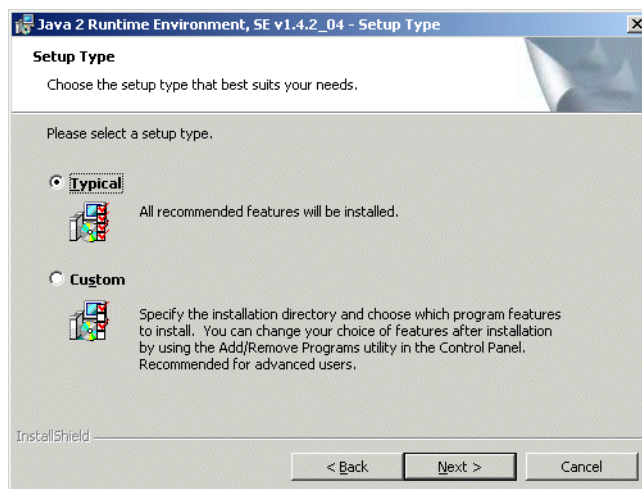 Java 2 Runtime Environment, SE v1.4.2_04 - Setup Type
Setup Type
Choose the setup type that best suits your needs.
Please select a setup type.
Typical
All recommended features will be installed.
Custom
Specify the installation directory and choose which program features
to install. You can change your choice of features after installation
by using the Add/Remove Programs utility in the Control Panel.
Recommended for advanced users.
InstallShield
< Back Next > Cancel